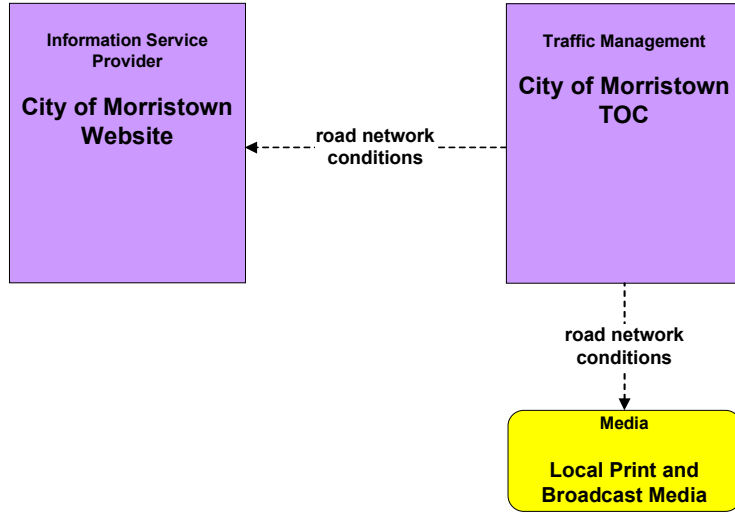 Information Service
Provider
City of Morristown
Website
road network
conditions
Traffic Management
City of Morristown
TOC
road network
conditions
Media
Local Print and
Broadcast Media